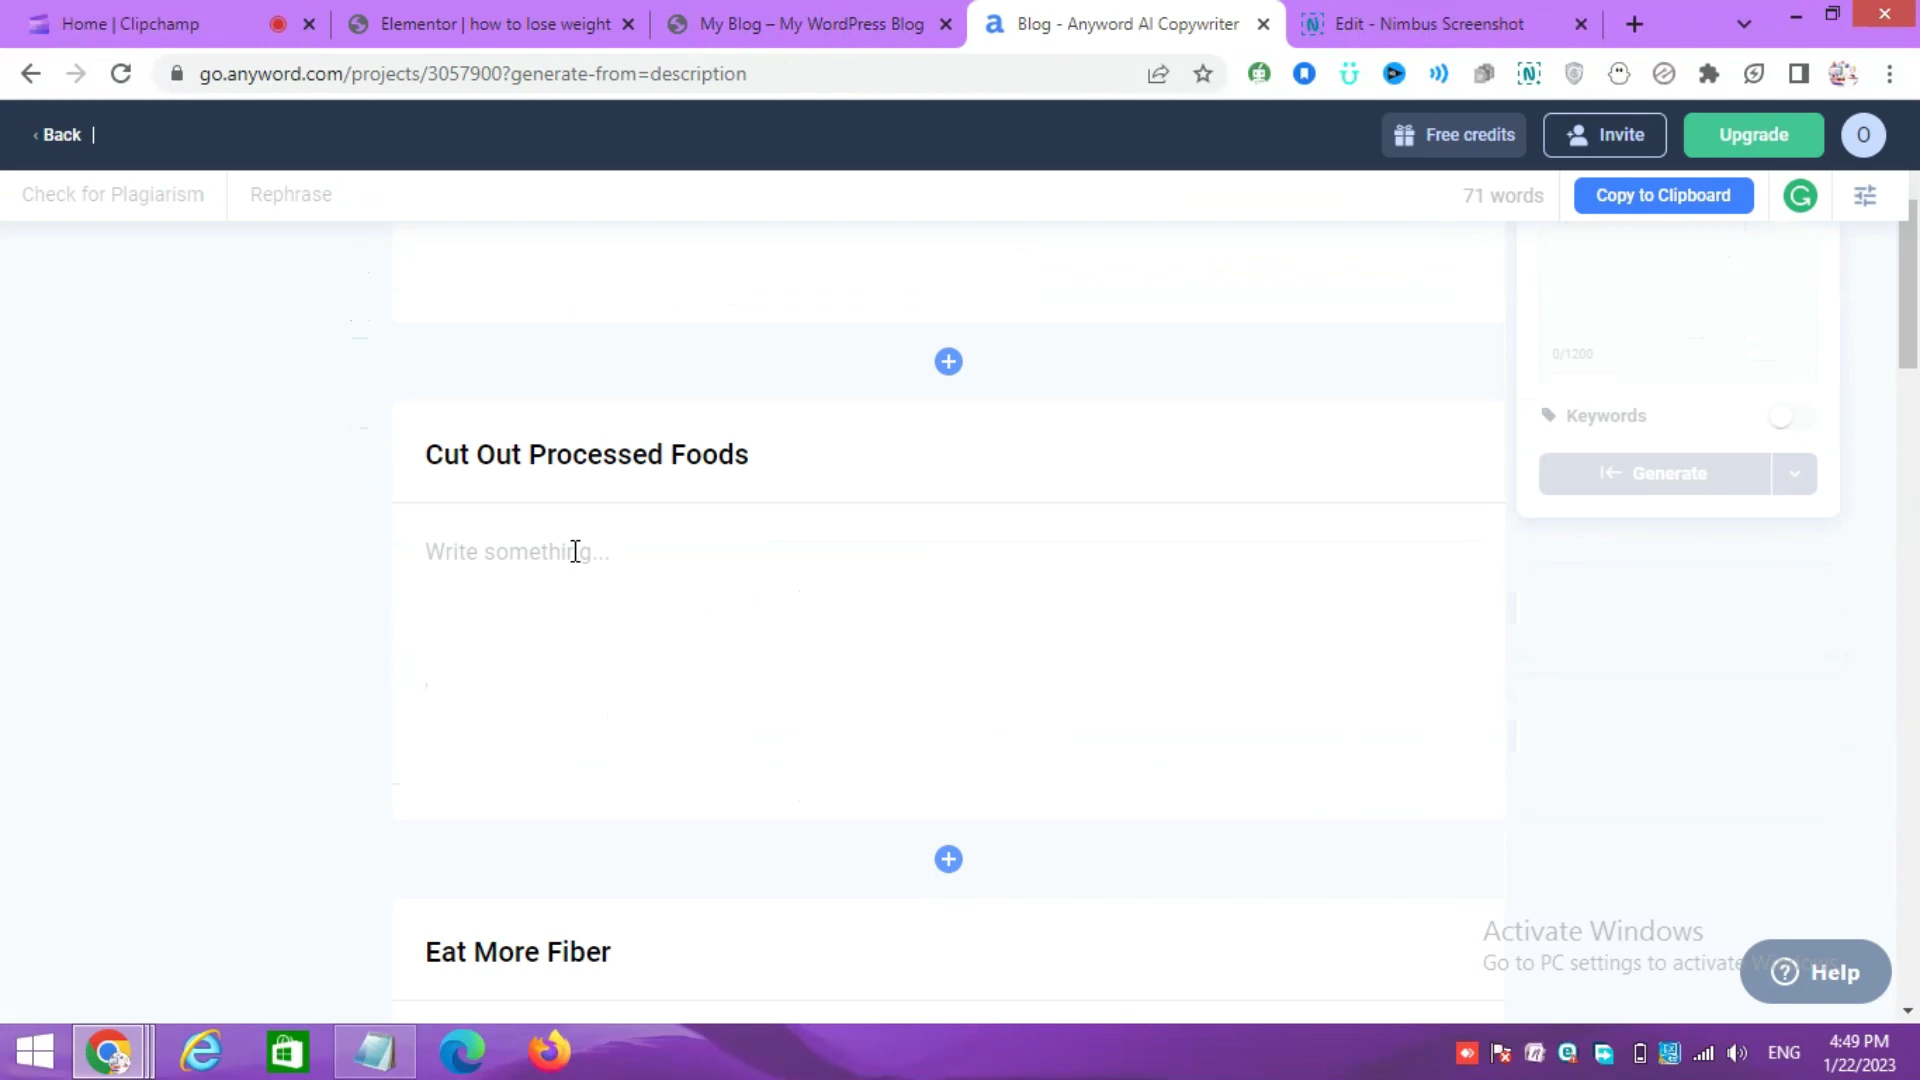 Home | Clipchamp
Elementor | how to lose weight
My Blog – My WordPress Blog
Blog - Anyword AI Copywriter
Edit - Nimbus Screenshot
go.anyword.com/projects/3057900?generate-from=description
‹ Back |
Free credits
Invite
Upgrade
O
Check for Plagiarism
Rephrase
71 words
Copy to Clipboard
0/1200
Keywords
Generate
Cut Out Processed Foods
Write something...
Eat More Fiber
Activate Windows
Go to PC settings to activate
Help
ENG
4:49 PM
1/22/2023